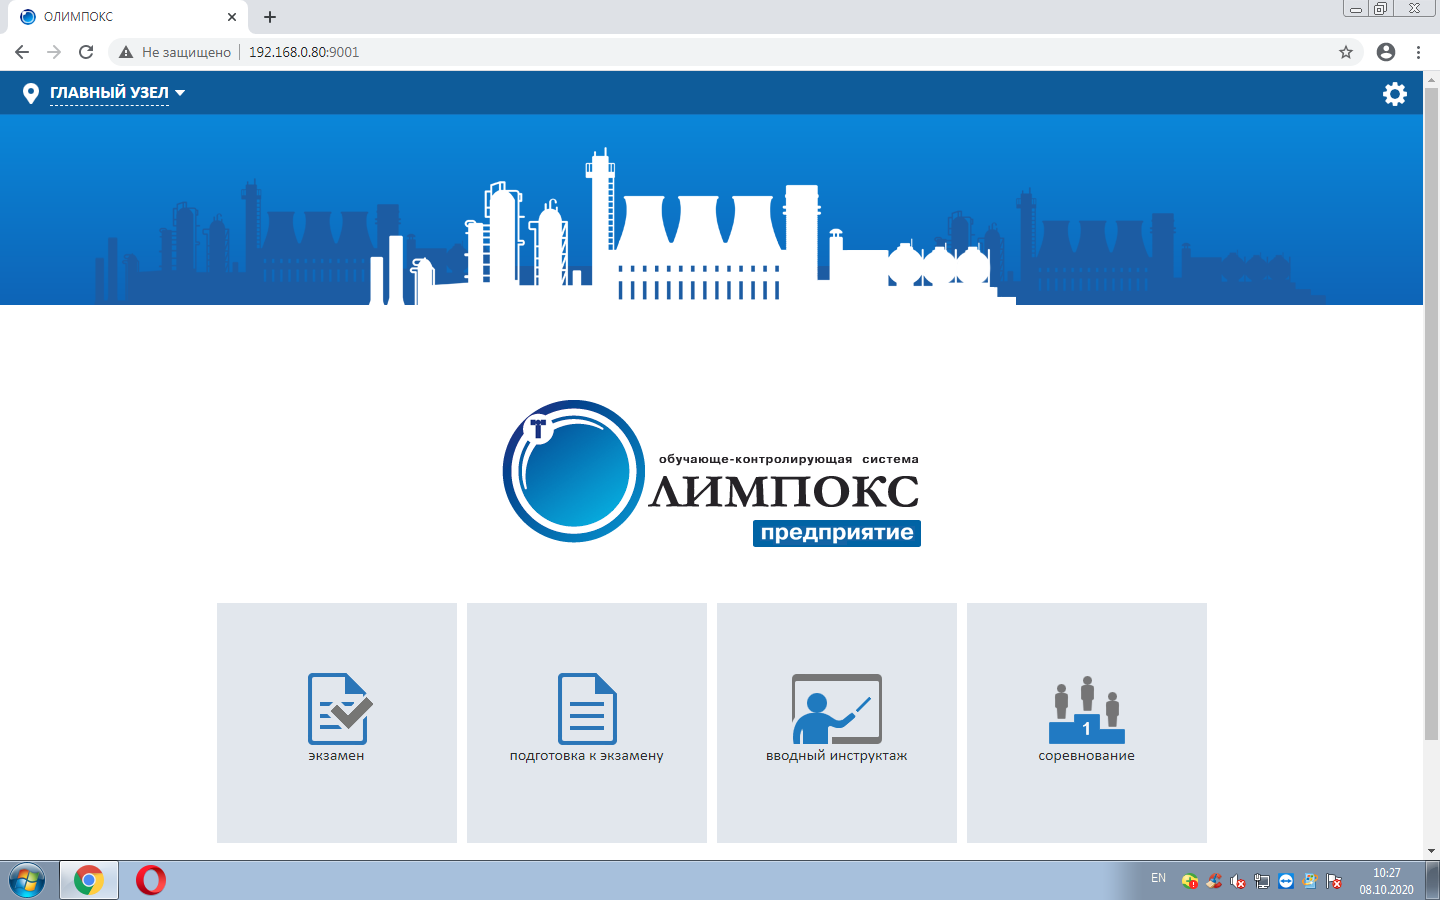 ОЛИМПОКС
Не защищено 192.168.0.80:9001
ГЛАВНЫЙ УЗЕЛ
Т
обучающе-контролирующая система
ЛИМПОКС
предприятие
1
экзамен
подготовка к экзамену
вводный инструктаж
соревнование
EN
10:27
08.10.2020